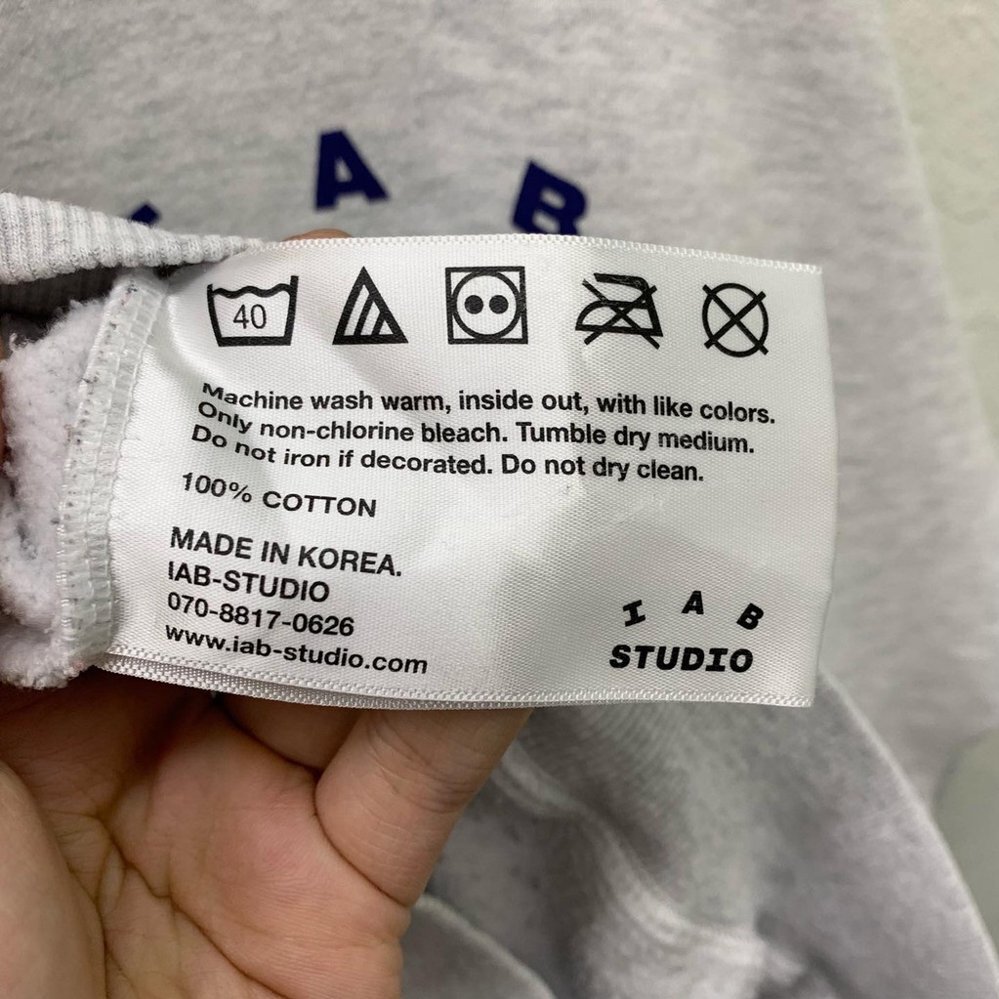 A B
40
Machine wash warm, inside out, with like colors.
Only non-chlorine bleach. Tumble dry medium.
Do not iron if decorated. Do not dry clean.
100% COTTON
MADE IN KOREA.
IAB-STUDIO
070-8817-0626
www.iab-studio.com
I A B
STUDIO